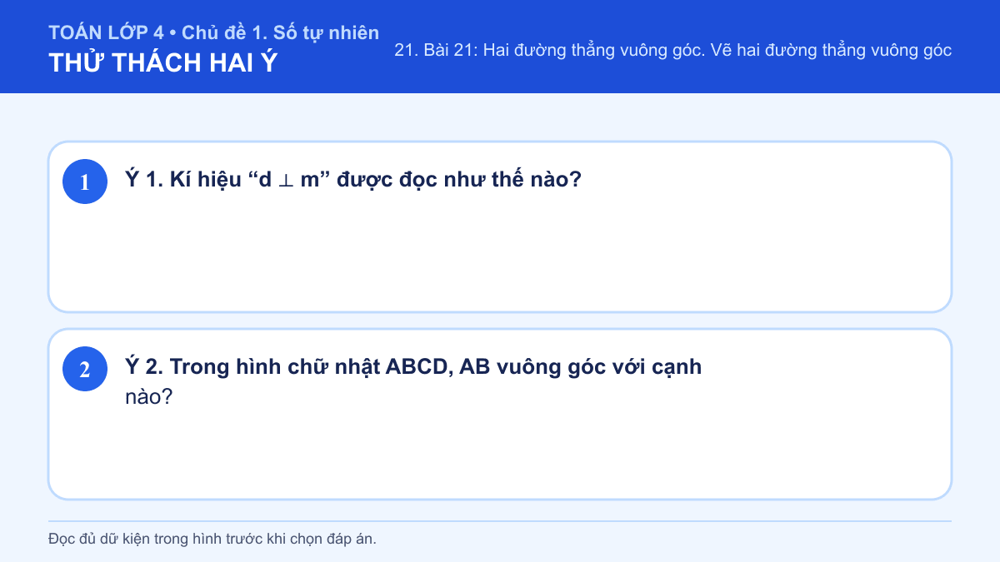 TOÁN LỚP 4 • Chủ đề 1. Số tự nhiên
THỬ THÁCH HAI Ý
21. Bài 21: Hai đường thẳng vuông góc. Vẽ hai đường thẳng vuông góc
1
Ý 1. Kí hiệu “d ⊥ m” được đọc như thế nào?
2
Ý 2. Trong hình chữ nhật ABCD, AB vuông góc với cạnh
nào?
Đọc đủ dữ kiện trong hình trước khi chọn đáp án.